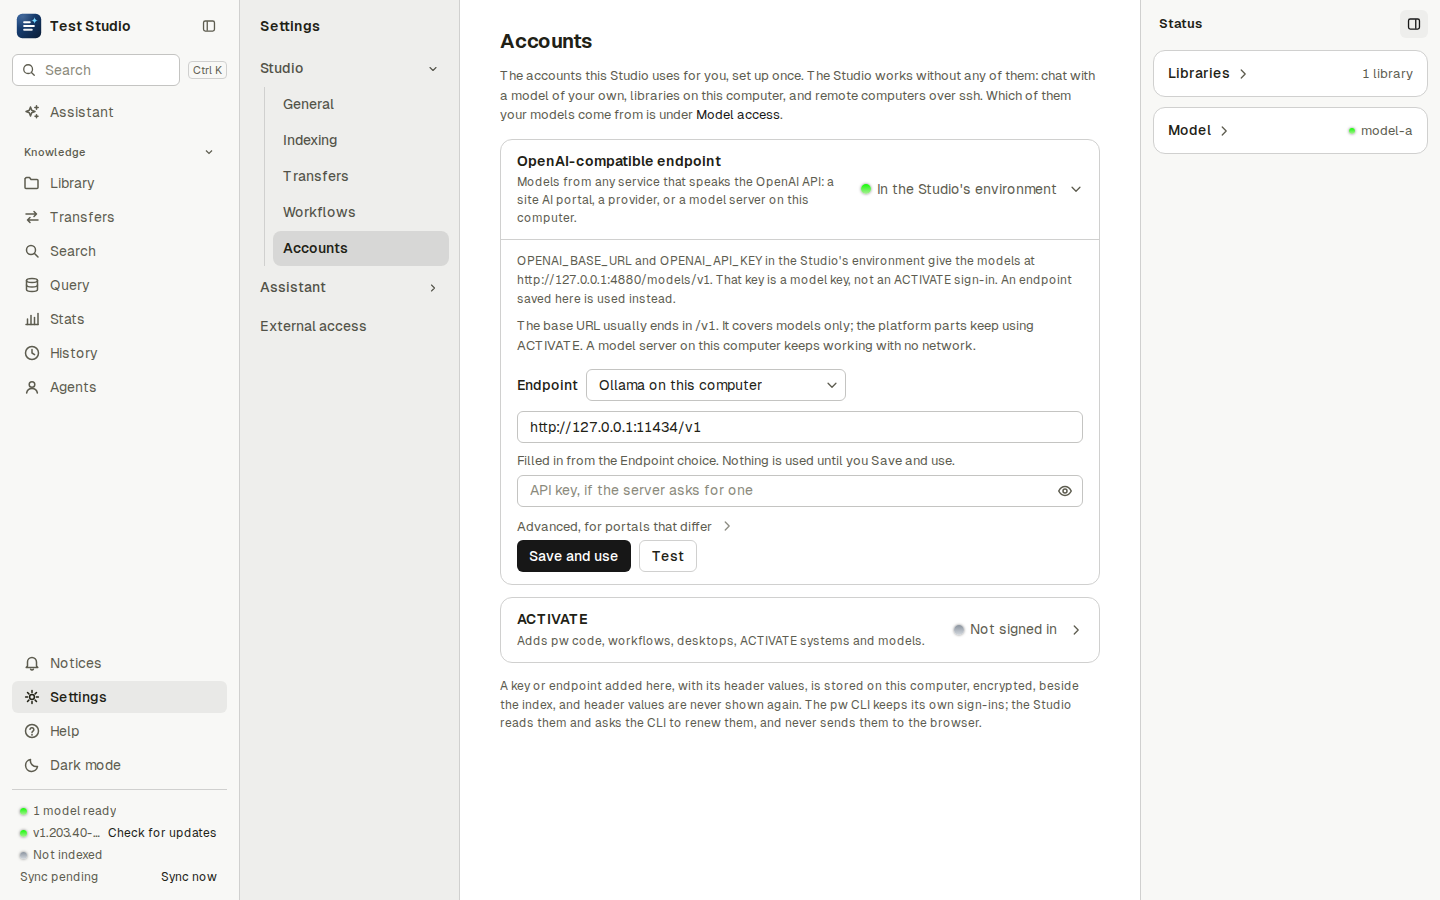 Test Studio
Search
Ctrl K
Assistant
Knowledge
Library
Transfers
Search
Query
Stats
History
Agents
Notices
Settings
Help
Dark mode
1 model ready
v1.203.40-… Check for updates
Not indexed
Sync pending Sync now
Settings
Studio
General
Indexing
Transfers
Workflows
Accounts
Assistant
External access
Accounts
The accounts this Studio uses for you, set up once. The Studio works without any of them: chat with
a model of your own, libraries on this computer, and remote computers over ssh. Which of them
your models come from is under Model access.
OpenAI-compatible endpoint
Models from any service that speaks the OpenAI API: a
site AI portal, a provider, or a model server on this
computer.
In the Studio's environment
OPENAI_BASE_URL and OPENAI_API_KEY in the Studio's environment give the models at
http://127.0.0.1:4880/models/v1. That key is a model key, not an ACTIVATE sign-in. An endpoint
saved here is used instead.
The base URL usually ends in /v1. It covers models only; the platform parts keep using
ACTIVATE. A model server on this computer keeps working with no network.
Endpoint Ollama on this computer
http://127.0.0.1:11434/v1
Filled in from the Endpoint choice. Nothing is used until you Save and use.
API key, if the server asks for one
Advanced, for portals that differ
Save and use Test
ACTIVATE
Adds pw code, workflows, desktops, ACTIVATE systems and models.
Not signed in
A key or endpoint added here, with its header values, is stored on this computer, encrypted, beside
the index, and header values are never shown again. The pw CLI keeps its own sign-ins; the Studio
reads them and asks the CLI to renew them, and never sends them to the browser.
Status
Libraries 1 library
Model model-a